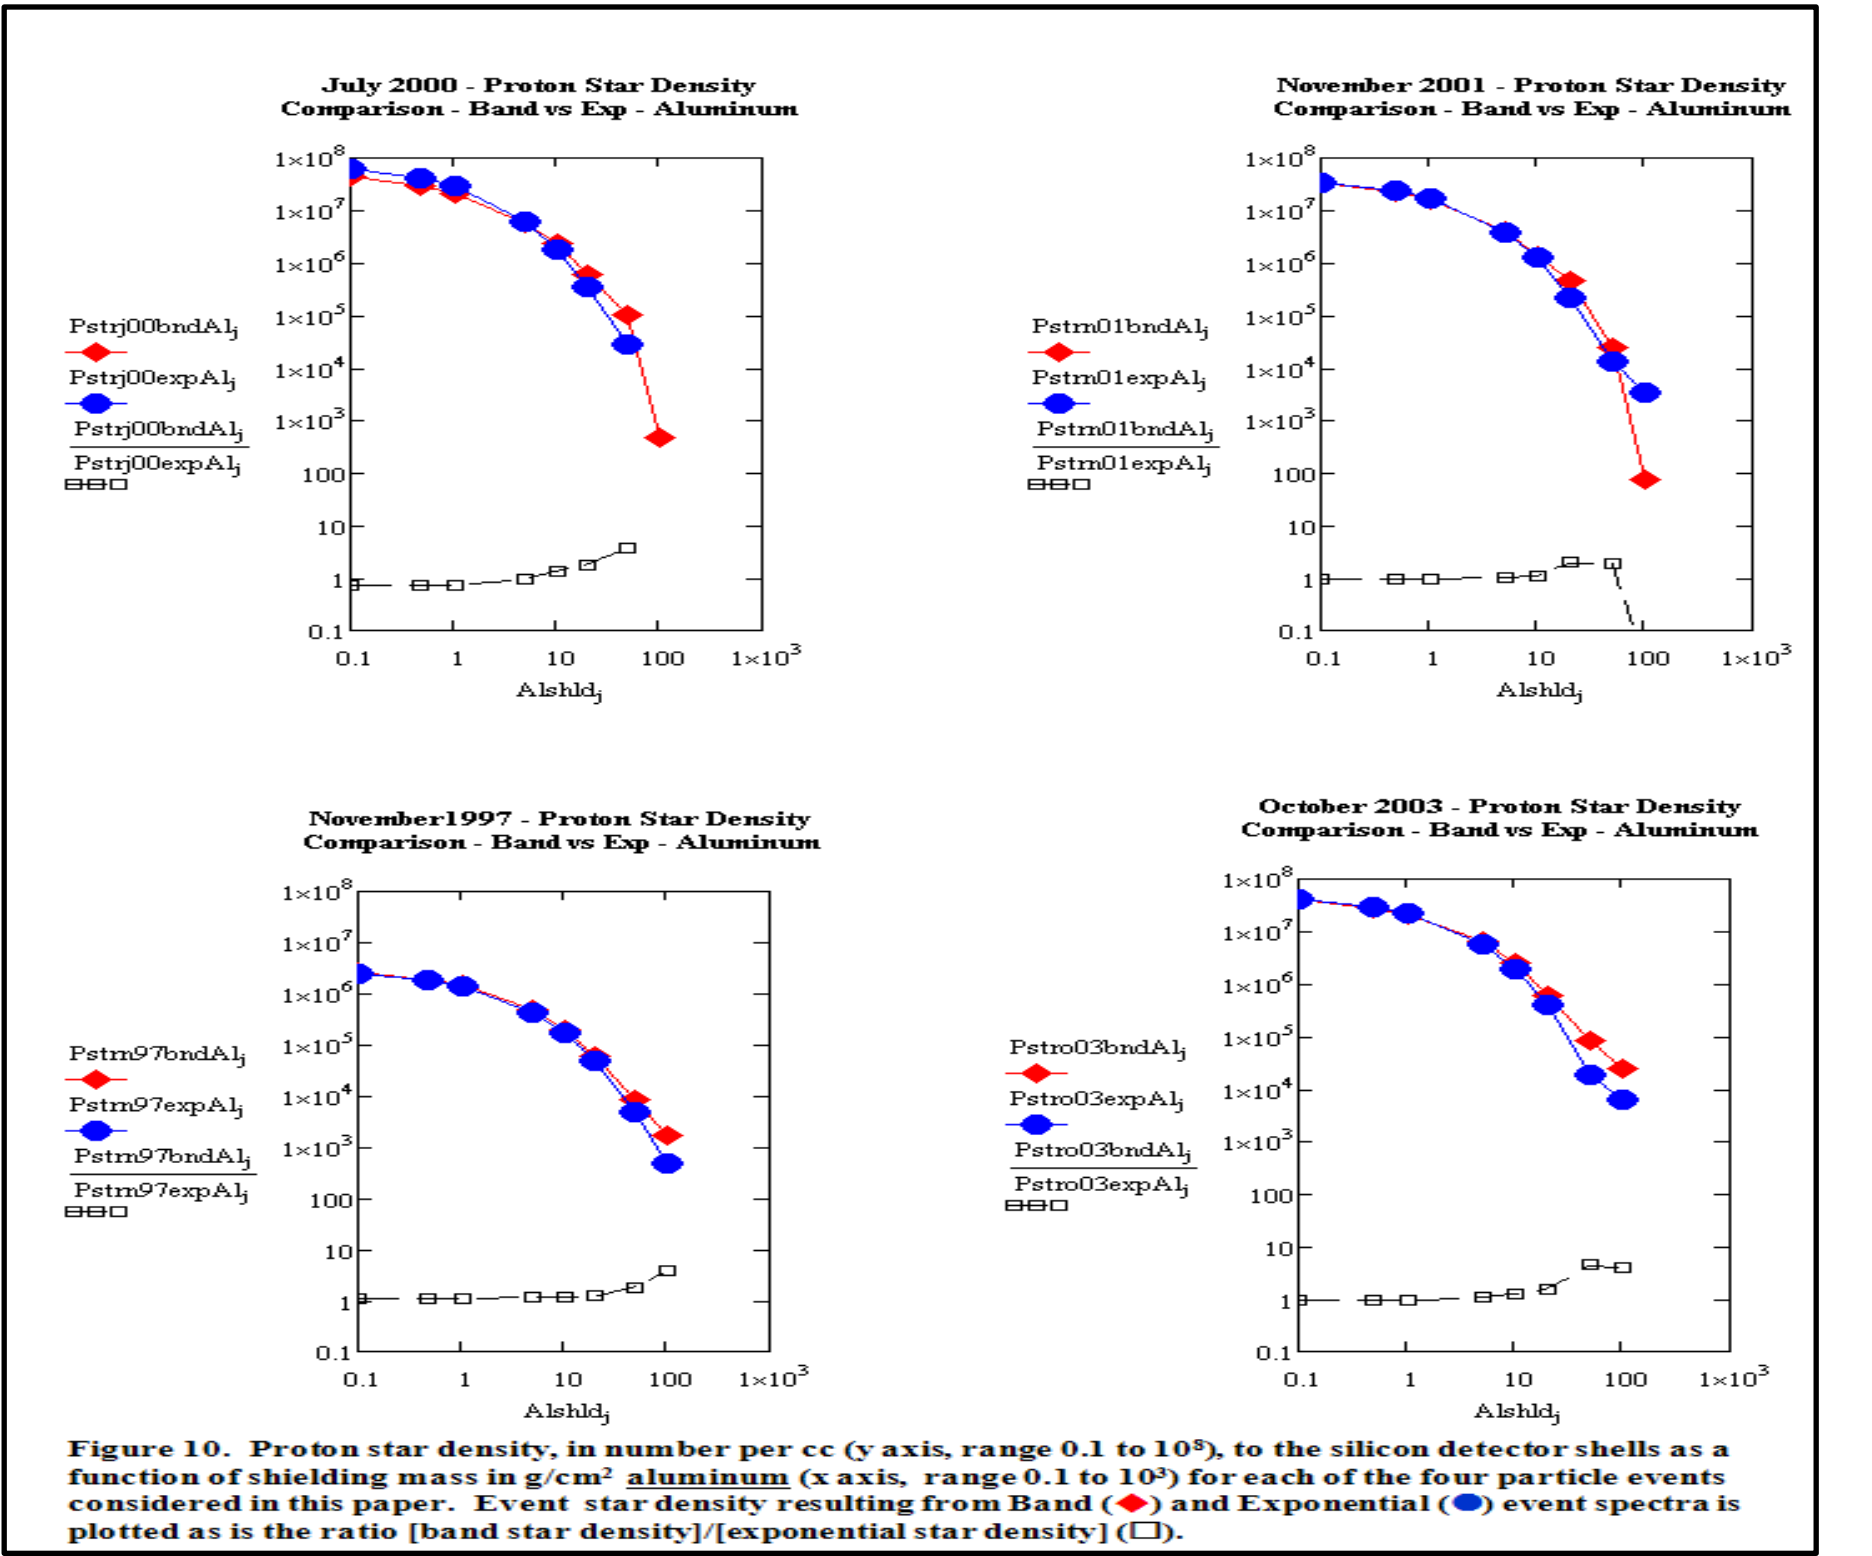 July 2000 - Proton Star Density
Comparison - Band vs Exp - Aluminum
1×10⁸
1×10⁷
1×10⁶
1×10⁵
1×10⁴
1×10³
100
10
1
0.1
0.1 1 10 100 1×10³
Alshldj
Pstrj00bndAlj
Pstrj00expAlj
Pstrj00bndAlj
Pstrj00expAlj
November 2001 - Proton Star Density
Comparison - Band vs Exp - Aluminum
1×10⁸
1×10⁷
1×10⁶
1×10⁵
1×10⁴
1×10³
100
10
1
0.1
0.1 1 10 100 1×10³
Alshldj
Pstrn01bndAlj
Pstrn01expAlj
Pstrn01bndAlj
Pstrn01expAlj
November1997 - Proton Star Density
Comparison - Band vs Exp - Aluminum
1×10⁸
1×10⁷
1×10⁶
1×10⁵
1×10⁴
1×10³
100
10
1
0.1
0.1 1 10 100 1×10³
Alshldj
Pstrn97bndAlj
Pstrn97expAlj
Pstrn97bndAlj
Pstrn97expAlj
October 2003 - Proton Star Density
Comparison - Band vs Exp - Aluminum
1×10⁸
1×10⁷
1×10⁶
1×10⁵
1×10⁴
1×10³
100
10
1
0.1
0.1 1 10 100 1×10³
Alshldj
Pstro03bndAlj
Pstro03expAlj
Pstro03bndAlj
Pstro03expAlj
Figure 10. Proton star density, in number per cc (y axis, range 0.1 to 10⁸), to the silicon detector shells as a
function of shielding mass in g/cm² aluminum (x axis, range 0.1 to 10³) for each of the four particle events
considered in this paper. Event star density resulting from Band (♦) and Exponential (●) event spectra is
plotted as is the ratio [band star density]/[exponential star density] (□).